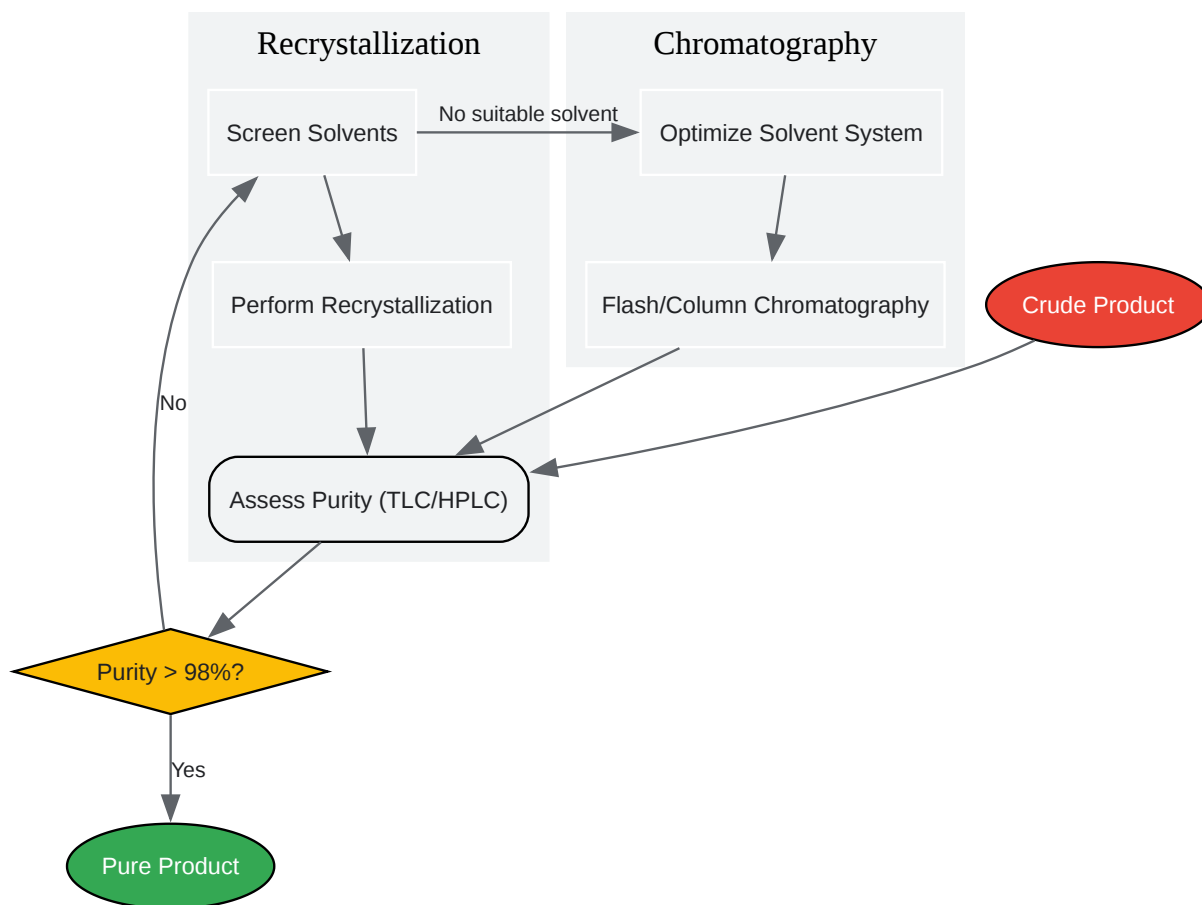 Recrystallization
Chromatography
Screen Solvents
No suitable solvent
Optimize Solvent System
Perform Recrystallization
Flash/Column Chromatography
Crude Product
No
Assess Purity (TLC/HPLC)
Purity > 98%?
Yes
Pure Product